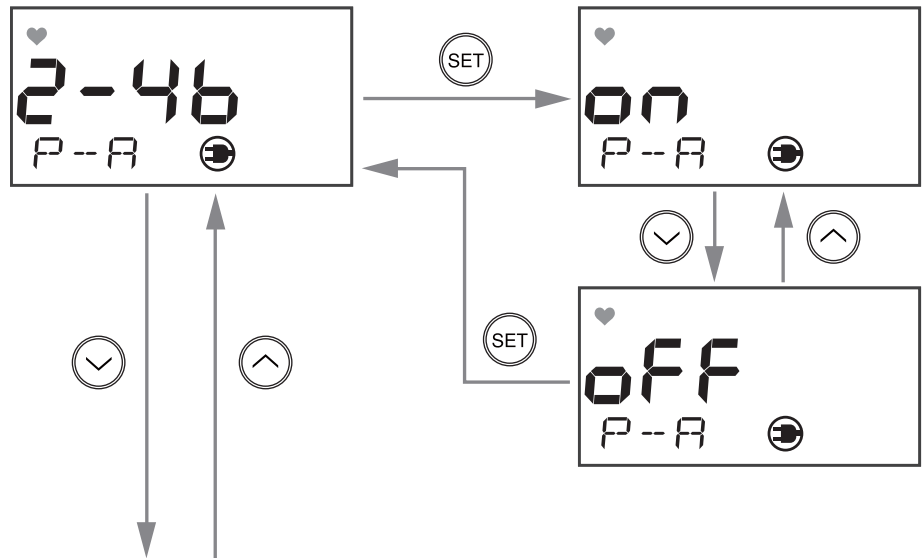 2-4b
P--A
SET
on
P--A
SET
oFF
P--A